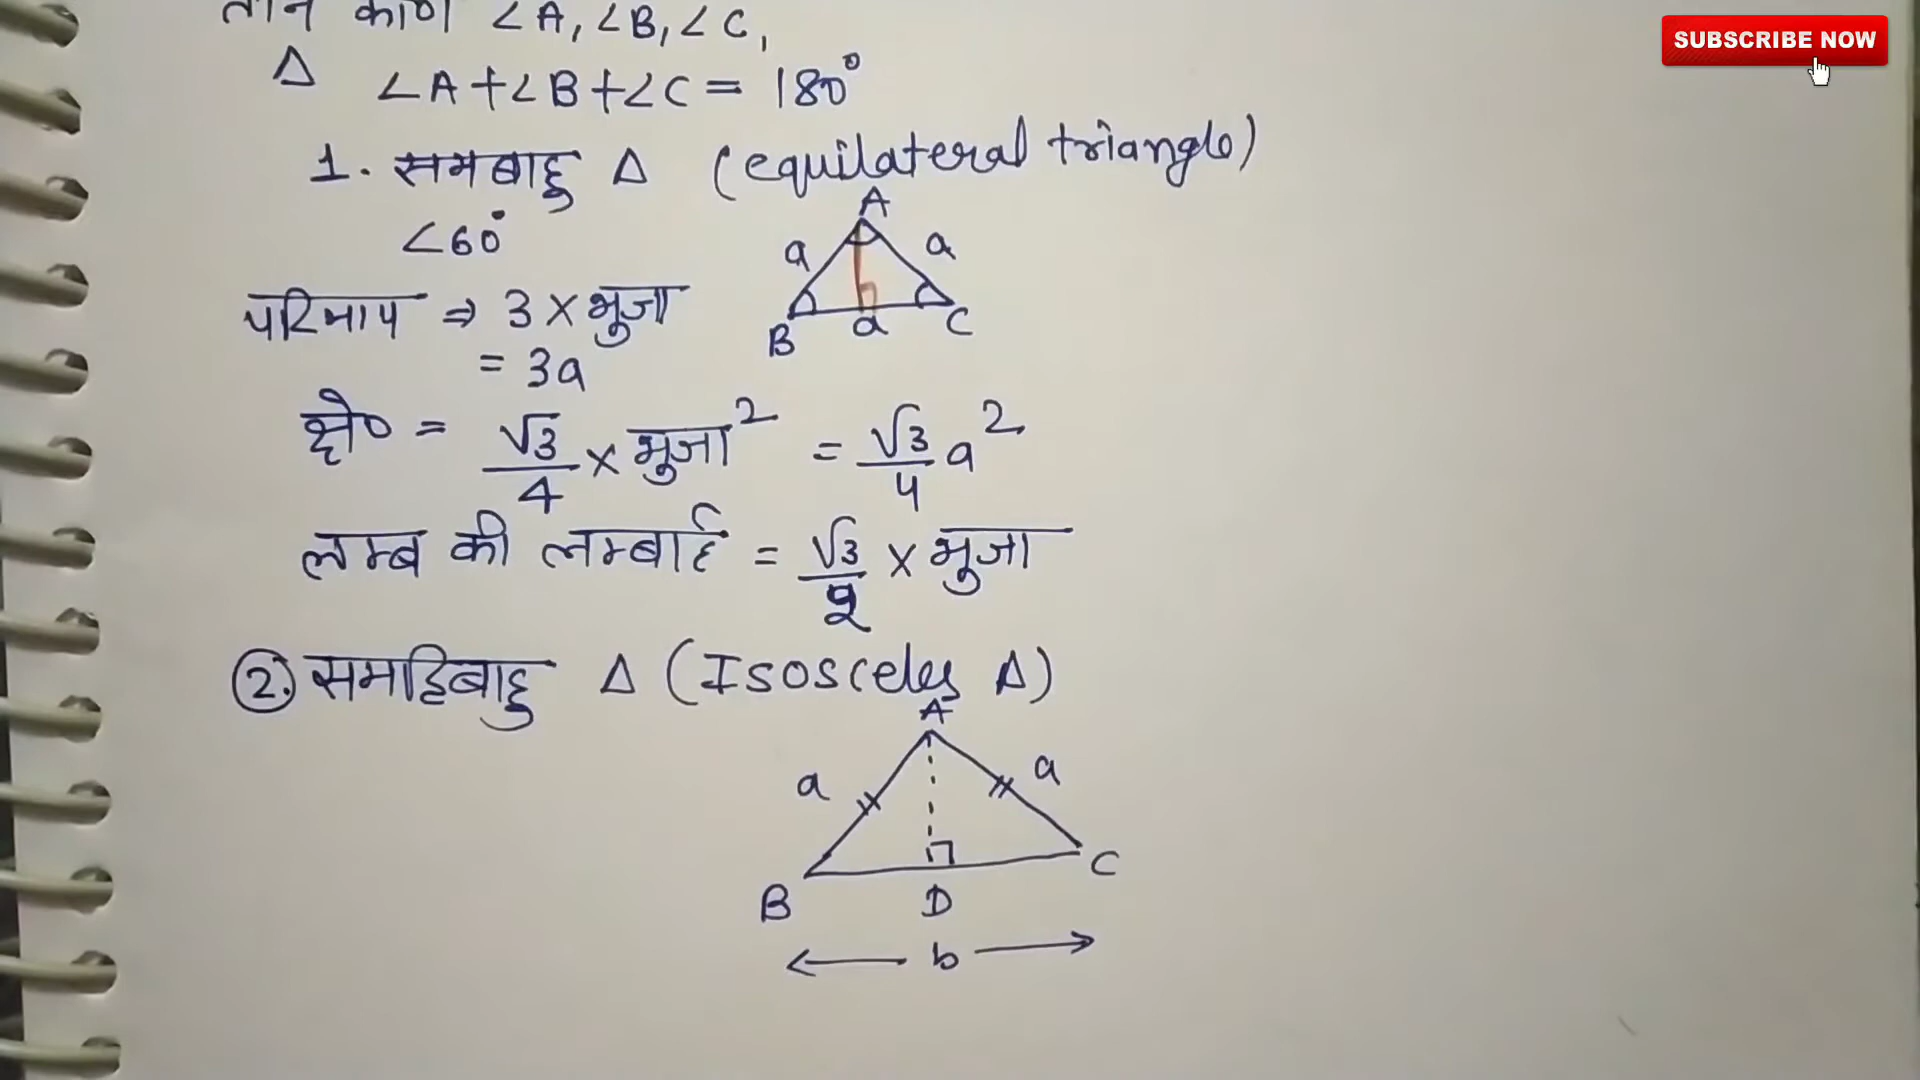 SUBSCRIBE NOW
तीन कोण ∠A, ∠B, ∠C,
Δ ∠A+∠B+∠C = 180°
1. समबाहु Δ (equilateral triangle)
∠60°
A
a a
B a C
परिमाप ⇒ 3 × भुजा
= 3a
क्षे० = √3/4 × भुजा² = √3/4 a²
लम्ब की लम्बाई = √3/2 × भुजा
2. समद्विबाहु Δ (Isosceles Δ)
A
a a
B D C
b